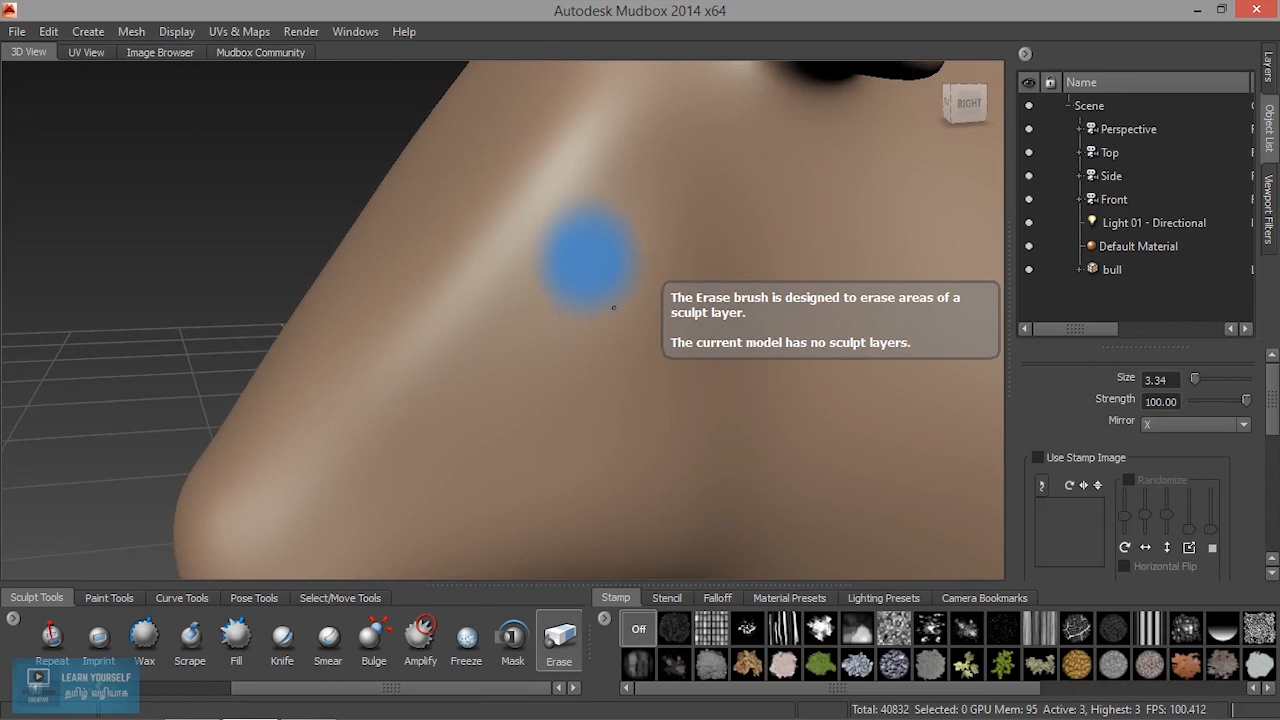 Autodesk Mudbox 2014 x64
File Edit Create Mesh Display UVs & Maps Render Windows Help
3D View UV View Image Browser Mudbox Community
RIGHT
Name
Scene
Perspective
Top
Side
Front
Light 01 - Directional
Default Material
bull
Layers
Object List
Viewport Filters
The Erase brush is designed to erase areas of a
sculpt layer.
The current model has no sculpt layers.
Size 3.34
Strength 100.00
Mirror X
Use Stamp Image
Randomize
Horizontal Flip
Sculpt Tools Paint Tools Curve Tools Pose Tools Select/Move Tools
Stamp Stencil Falloff Material Presets Lighting Presets Camera Bookmarks
Off
Repeat Imprint Wax Scrape Fill Knife Smear Bulge Amplify Freeze Mask Erase
LEARN YOURSELF
தமிழ் வழியாக
CREATIVE
Total: 40832 Selected: 0 GPU Mem: 95 Active: 3, Highest: 3 FPS: 100.412